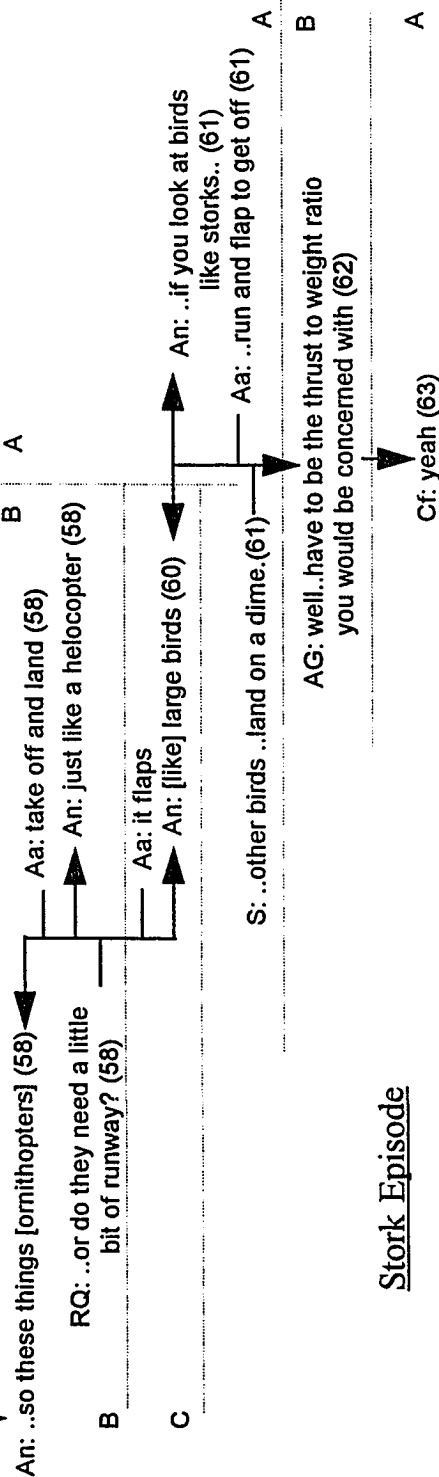 An: ..so these things [ornithopters] (58)
B
A
Aa: take off and land (58)
An: just like a helocopter (58)
RQ: ..or do they need a little
bit of runway? (58)
B
Aa: it flaps
C
An: [like] large birds (60)
An: ..if you look at birds
like storks.. (61)
Aa: ..run and flap to get off (61)
S: ..other birds ..land on a dime.(61)
A
B
AG: well..have to be the thrust to weight ratio
you would be concerned with (62)
A
Cf: yeah (63)
Stork Episode